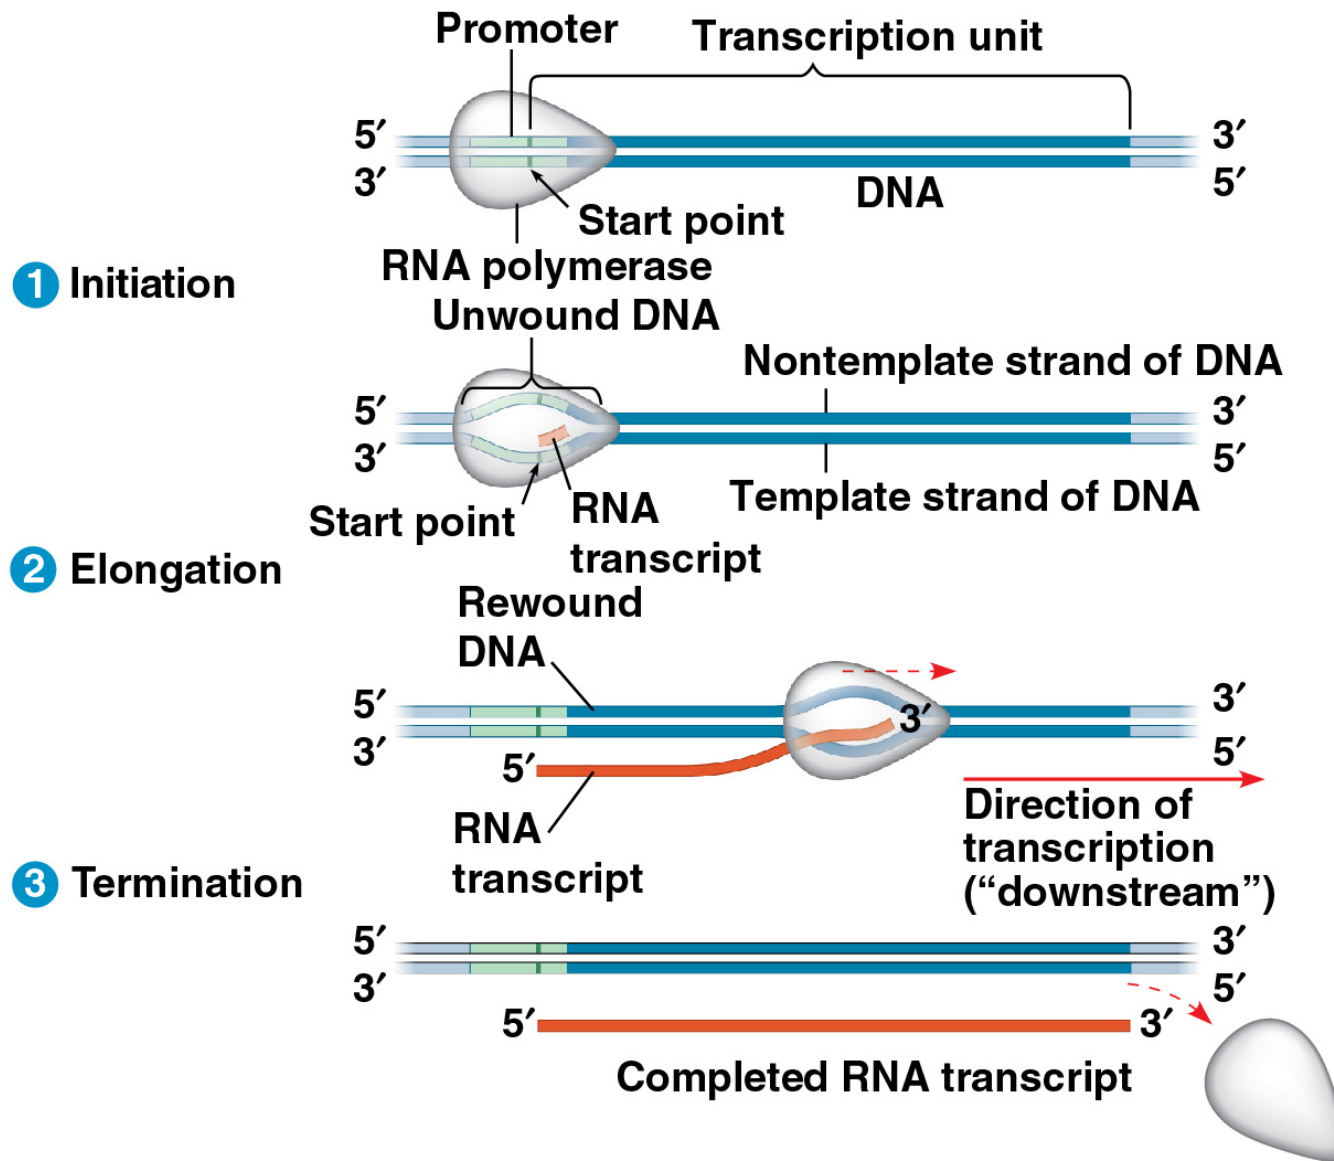 Promoter
Transcription unit
5′
3′
3′
5′
DNA
Start point
RNA polymerase
1 Initiation
Unwound DNA
Nontemplate strand of DNA
5′
3′
3′
5′
Template strand of DNA
Start point
RNA
transcript
2 Elongation
Rewound
DNA
5′
3′
3′
3′
5′
5′
RNA
transcript
Direction of
transcription
(“downstream”)
3 Termination
5′
3′
3′
5′
5′
3′
Completed RNA transcript